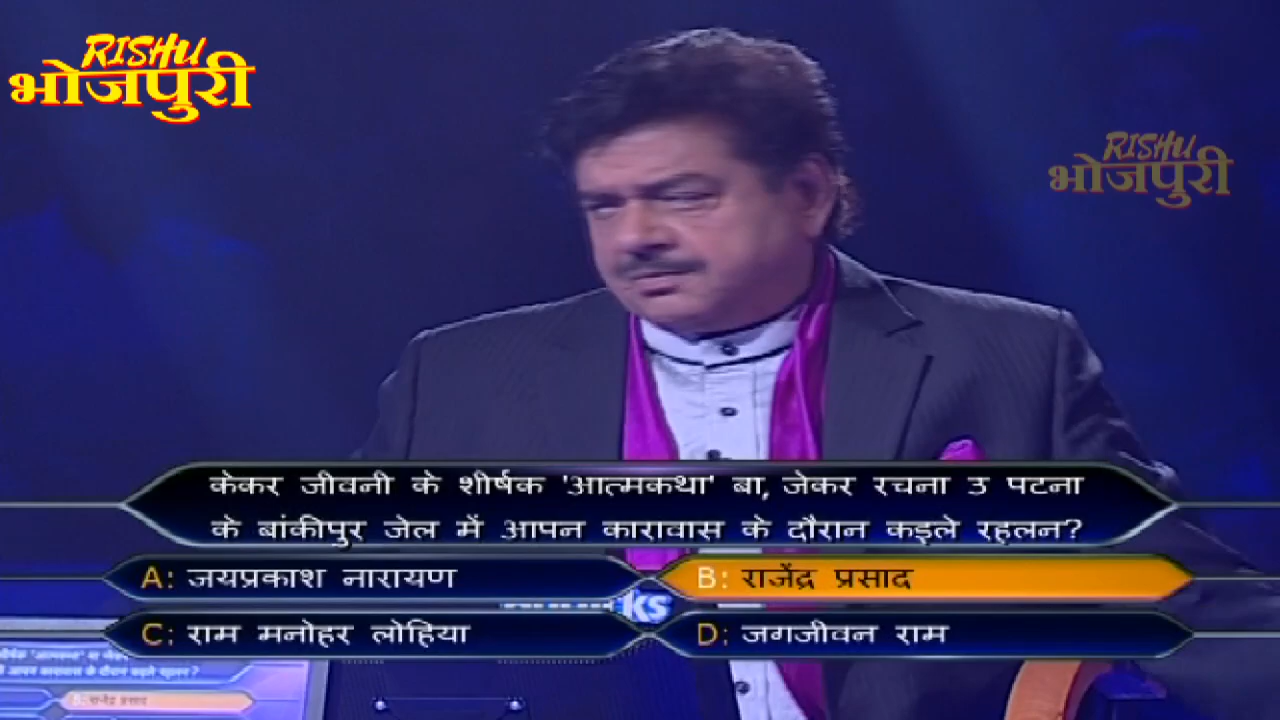 RISHU
भोजपुरी
RISHU
भोजपुरी
केकर जीवनी के शीर्षक 'आत्मकथा' बा, जेकर रचना उ पटना
के बांकीपुर जेल में आपन कारावास के दौरान कइले रहलन?
A: जयप्रकाश नारायण
B: राजेंद्र प्रसाद
C: राम मनोहर लोहिया
D: जगजीवन राम